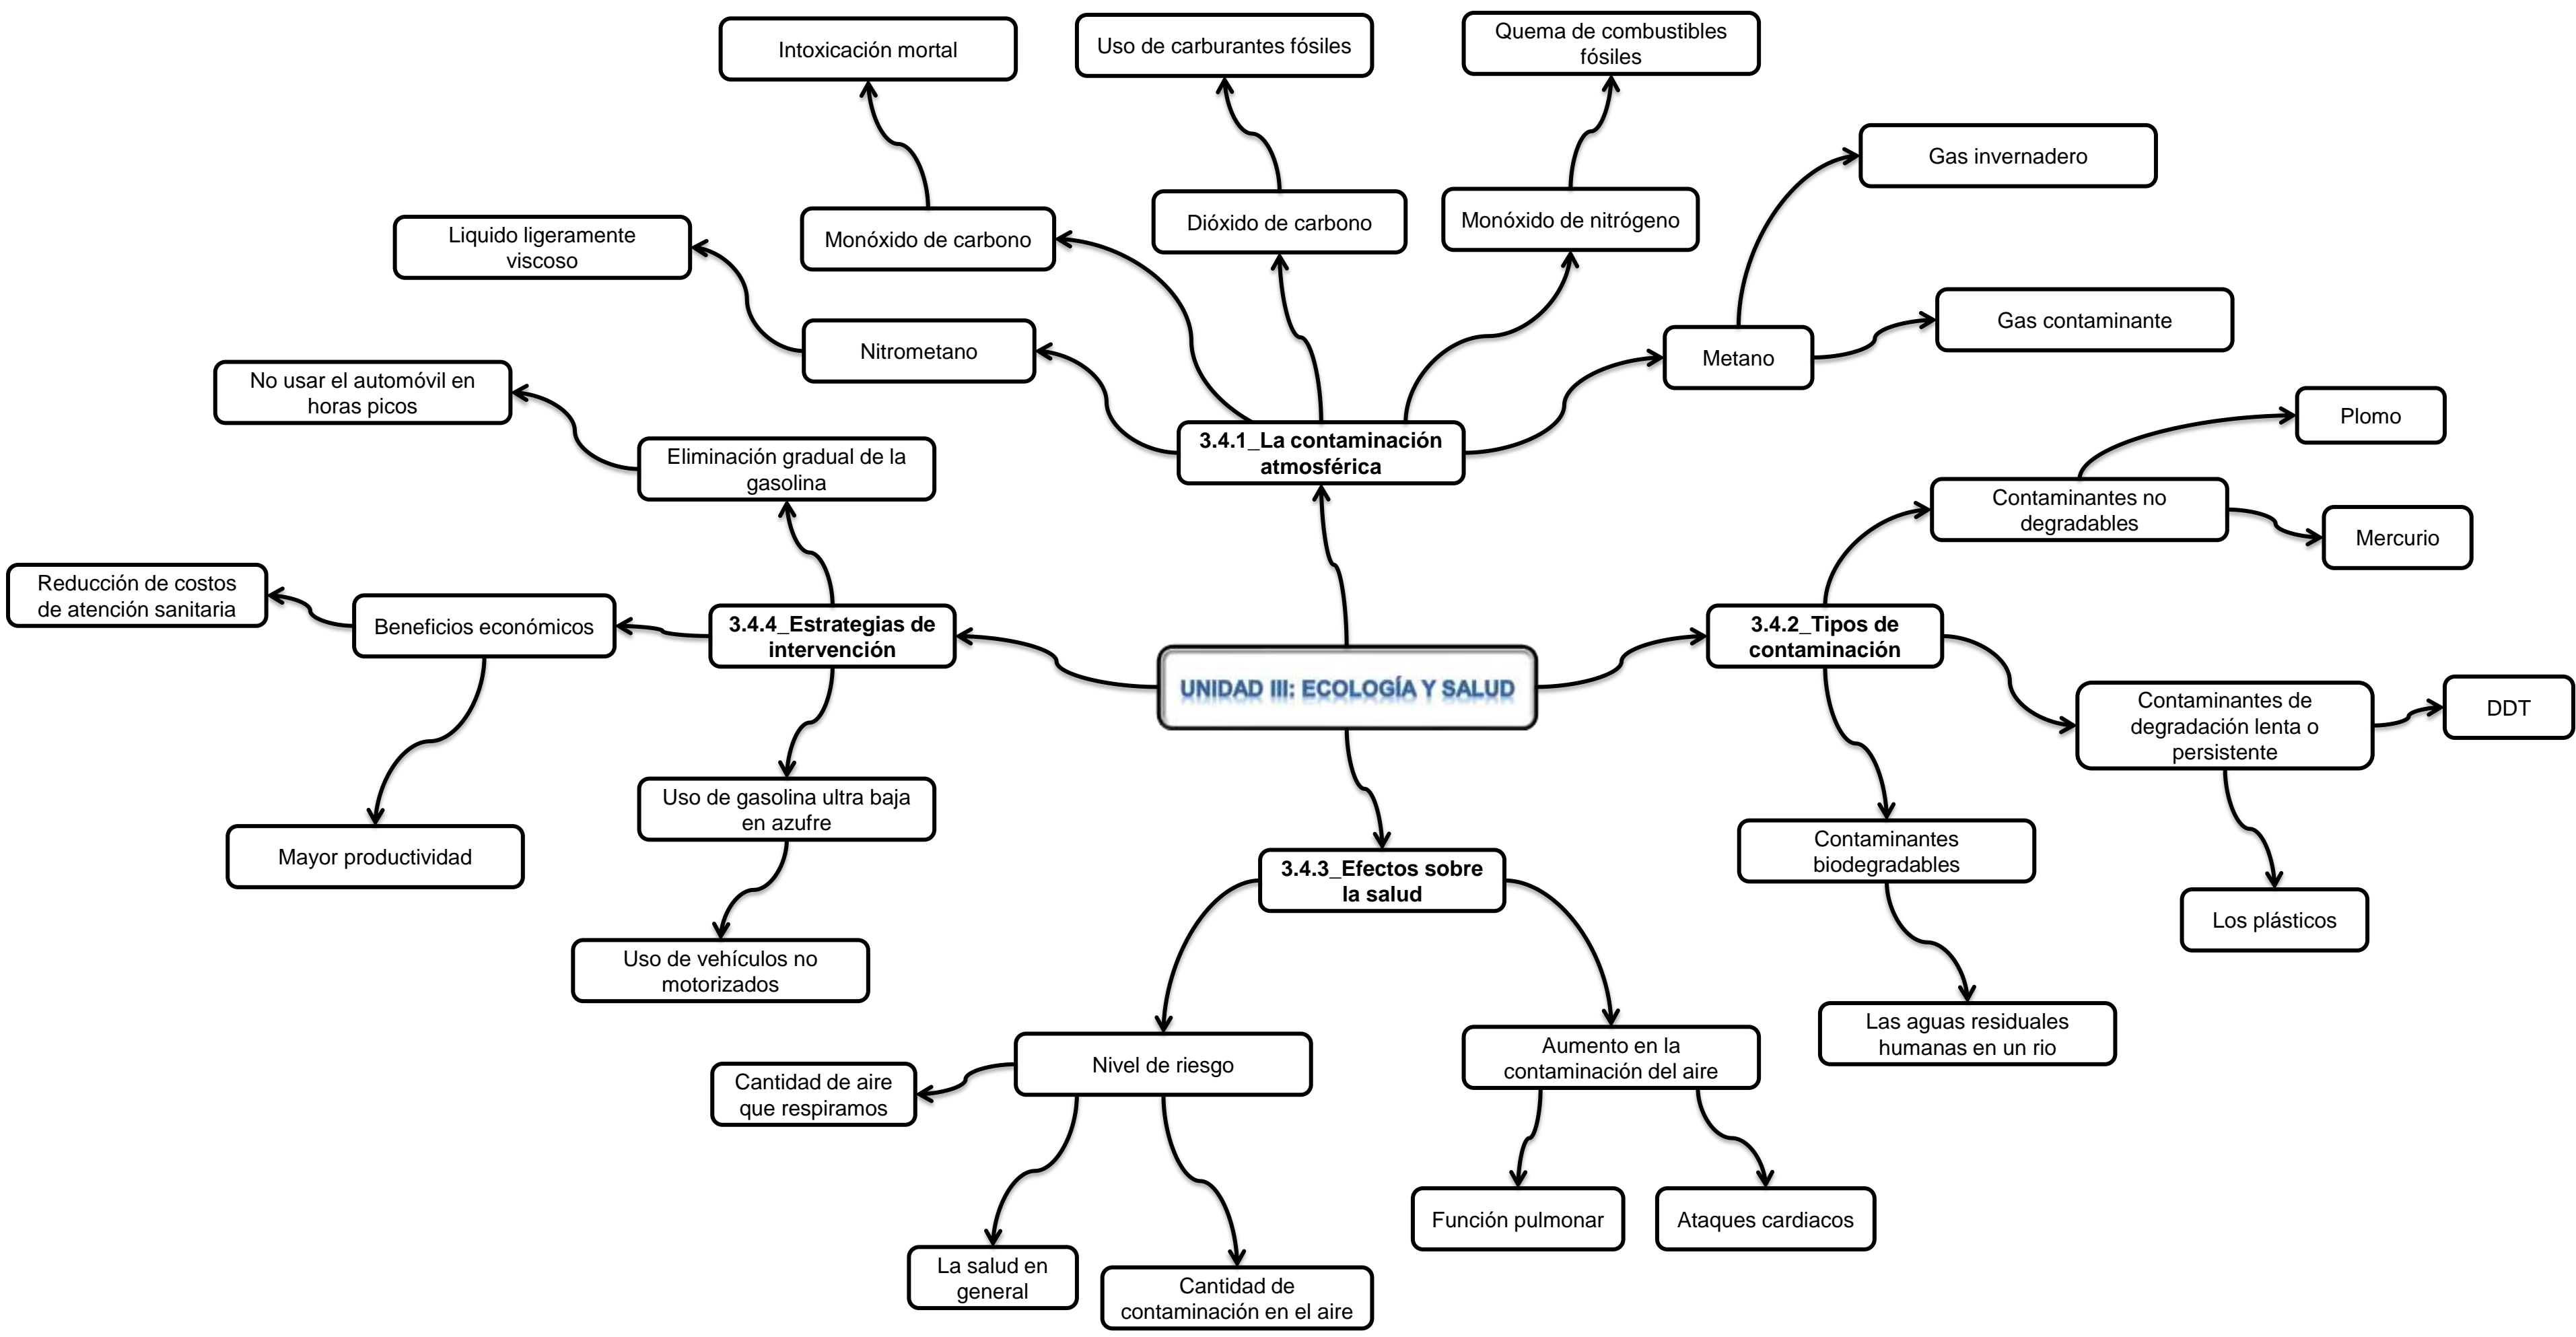 Intoxicación mortal
Uso de carburantes fósiles
Quema de combustibles
fósiles
Gas invernadero
Liquido ligeramente
viscoso
Monóxido de carbono
Dióxido de carbono
Monóxido de nitrógeno
Gas contaminante
Nitrometano
Metano
No usar el automóvil en
horas picos
3.4.1_La contaminación
atmosférica
Plomo
Eliminación gradual de la
gasolina
Contaminantes no
degradables
Mercurio
Reducción de costos
de atención sanitaria
Beneficios económicos
3.4.4_Estrategias de
intervención
3.4.2_Tipos de
contaminación
UNIDAD III: ECOLOGÍA Y SALUD
Contaminantes de
degradación lenta o
persistente
DDT
Uso de gasolina ultra baja
en azufre
Mayor productividad
Contaminantes
biodegradables
3.4.3_Efectos sobre
la salud
Los plásticos
Uso de vehículos no
motorizados
Las aguas residuales
humanas en un rio
Nivel de riesgo
Aumento en la
contaminación del aire
Cantidad de aire
que respiramos
Función pulmonar
Ataques cardiacos
La salud en
general
Cantidad de
contaminación en el aire